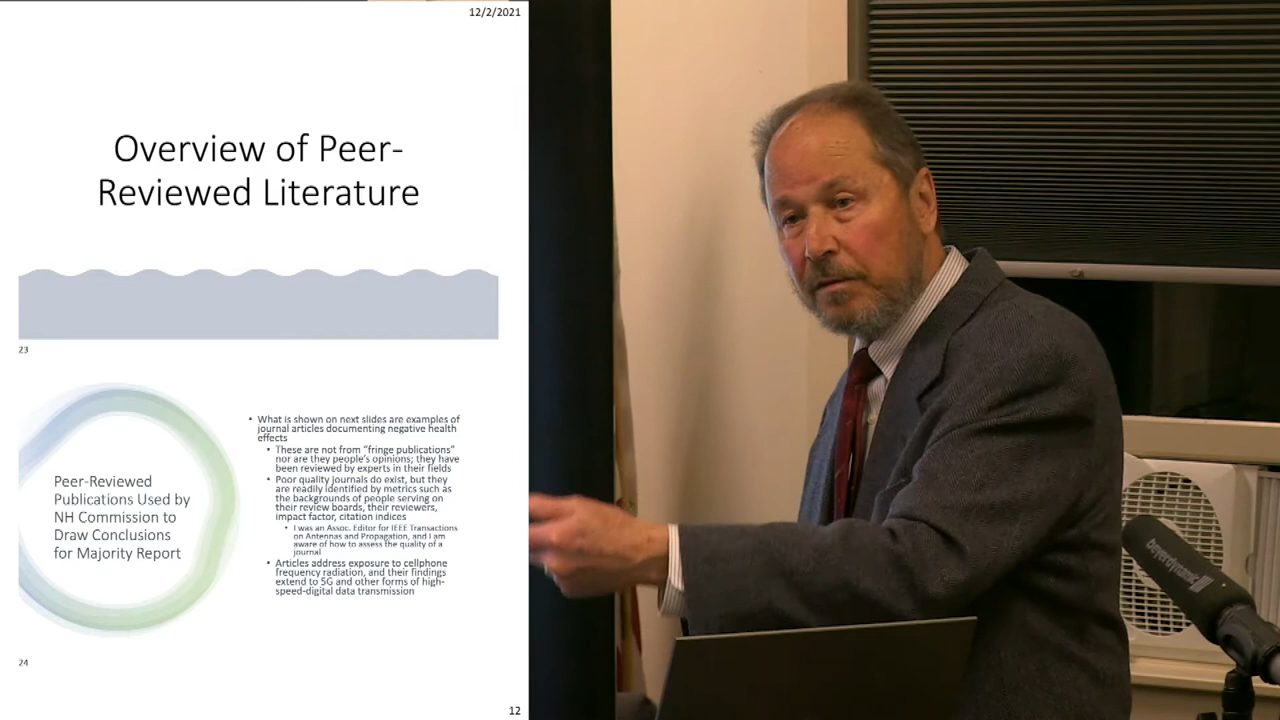 12/2/2021
Overview of Peer-
Reviewed Literature
23
Peer-Reviewed
Publications Used by
NH Commission to
Draw Conclusions
for Majority Report
• What is shown on next slides are examples of
journal articles documenting negative health
effects
• These are not from “fringe publications”
nor are they people’s opinions; they have
been reviewed by experts in their fields
• Poor quality journals do exist, but they
are readily identified by metrics such as
the backgrounds of people serving on
their review boards, their reviewers,
impact factor, citation indices
• I was an Assoc. Editor for IEEE Transactions
on Antennas and Propagation, and I am
aware of how to assess the quality of a
journal
• Articles address exposure to cellphone
frequency radiation, and their findings
extend to 5G and other forms of high-
speed-digital data transmission
24
12
beyerdynamic